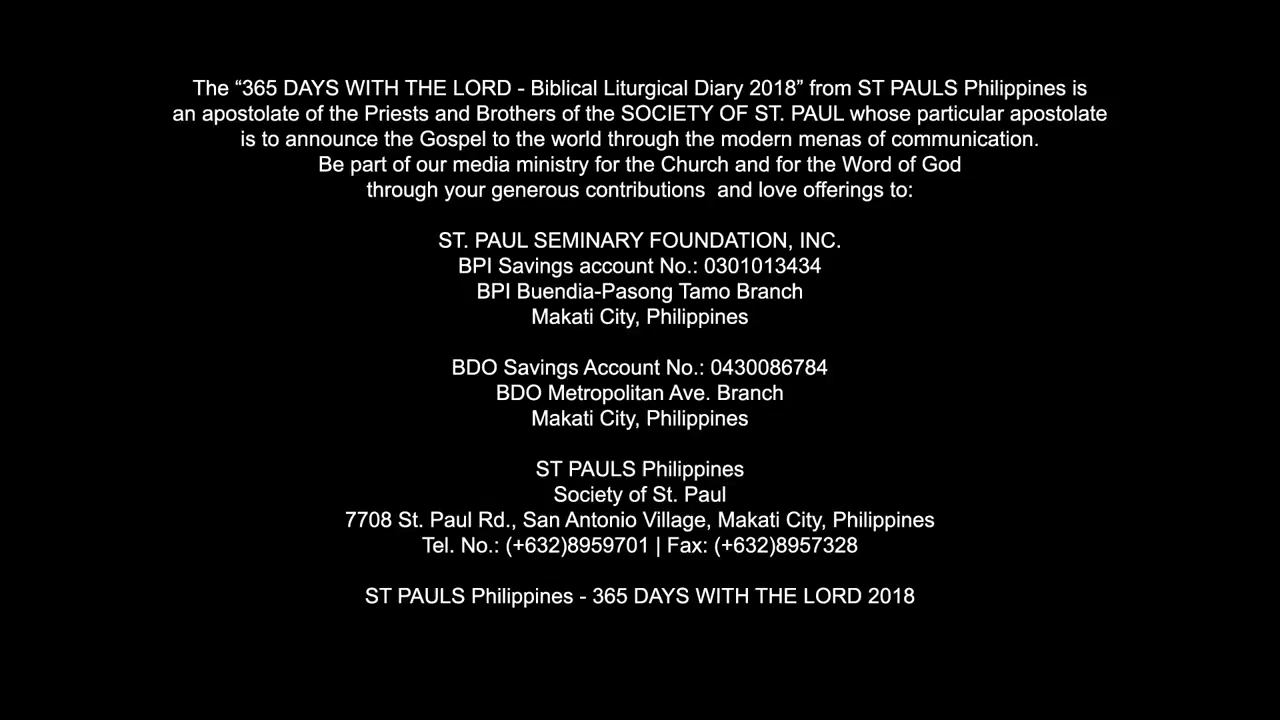 The “365 DAYS WITH THE LORD - Biblical Liturgical Diary 2018” from ST PAULS Philippines is
an apostolate of the Priests and Brothers of the SOCIETY OF ST. PAUL whose particular apostolate
is to announce the Gospel to the world through the modern menas of communication.
Be part of our media ministry for the Church and for the Word of God
through your generous contributions  and love offerings to:
ST. PAUL SEMINARY FOUNDATION, INC.
BPI Savings account No.: 0301013434
BPI Buendia-Pasong Tamo Branch
Makati City, Philippines
BDO Savings Account No.: 0430086784
BDO Metropolitan Ave. Branch
Makati City, Philippines
ST PAULS Philippines
Society of St. Paul
7708 St. Paul Rd., San Antonio Village, Makati City, Philippines
Tel. No.: (+632)8959701 | Fax: (+632)8957328
ST PAULS Philippines - 365 DAYS WITH THE LORD 2018